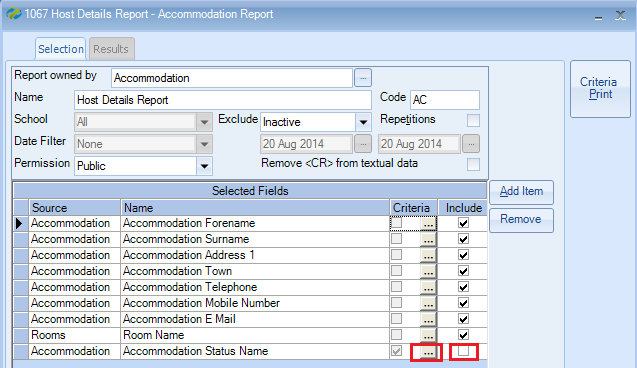 1067 Host Details Report - Accommodation Report
Selection Results
Report owned by Accommodation ...
Name Host Details Report Code AC
School All Exclude Inactive Repetitions
Date Filter None 20 Aug 2014 ... 20 Aug 2014 ...
Permission Public Remove <CR> from textual data
Criteria
Print
Selected Fields
Source Name Criteria Include
Accommodation Accommodation Forename ...
Accommodation Accommodation Surname ...
Accommodation Accommodation Address 1 ...
Accommodation Accommodation Town ...
Accommodation Accommodation Telephone ...
Accommodation Accommodation Mobile Number ...
Accommodation Accommodation E Mail ...
Rooms Room Name ...
Accommodation Accommodation Status Name ...
Add Item
Remove